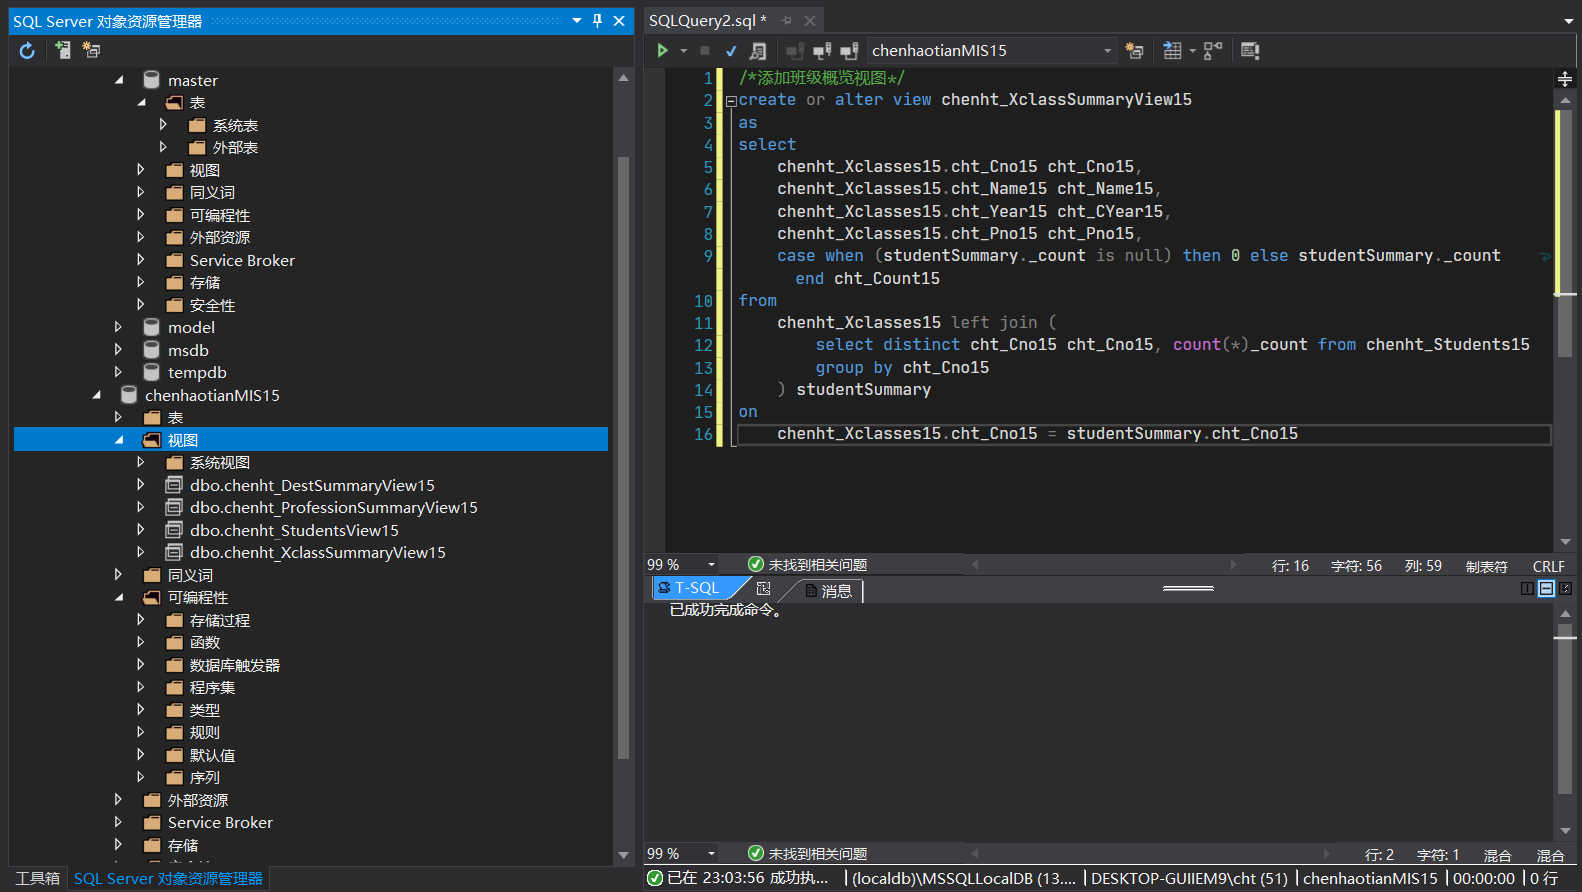 SQL Server 对象资源管理器
master
表
系统表
外部表
视图
同义词
可编程性
外部资源
Service Broker
存储
安全性
model
msdb
tempdb
chenhaotianMIS15
表
视图
系统视图
dbo.chenht_DestSummaryView15
dbo.chenht_ProfessionSummaryView15
dbo.chenht_StudentsView15
dbo.chenht_XclassSummaryView15
同义词
可编程性
存储过程
函数
数据库触发器
程序集
类型
规则
默认值
序列
外部资源
Service Broker
存储
工具箱 SQL Server 对象资源管理器
SQLQuery2.sql *
chenhaotianMIS15
1 /*添加班级概览视图*/
2 create or alter view chenht_XclassSummaryView15
3 as
4 select
5 chenht_Xclasses15.cht_Cno15 cht_Cno15,
6 chenht_Xclasses15.cht_Name15 cht_Name15,
7 chenht_Xclasses15.cht_Year15 cht_CYear15,
8 chenht_Xclasses15.cht_Pno15 cht_Pno15,
9 case when (studentSummary._count is null) then 0 else studentSummary._count
end cht_Count15
10 from
11 chenht_Xclasses15 left join (
12 select distinct cht_Cno15 cht_Cno15, count(*)_count from chenht_Students15
13 group by cht_Cno15
14 ) studentSummary
15 on
16 chenht_Xclasses15.cht_Cno15 = studentSummary.cht_Cno15
99 % 未找到相关问题 行: 16 字符: 56 列: 59 制表符 CRLF
T-SQL 消息
已成功完成命令。
99 % 未找到相关问题 行: 2 字符: 1 混合 混合
已在 23:03:56 成功执... (localdb)\MSSQLLocalDB (13.... DESKTOP-GUIIEM9\cht (51) chenhaotianMIS15 00:00:00 0 行